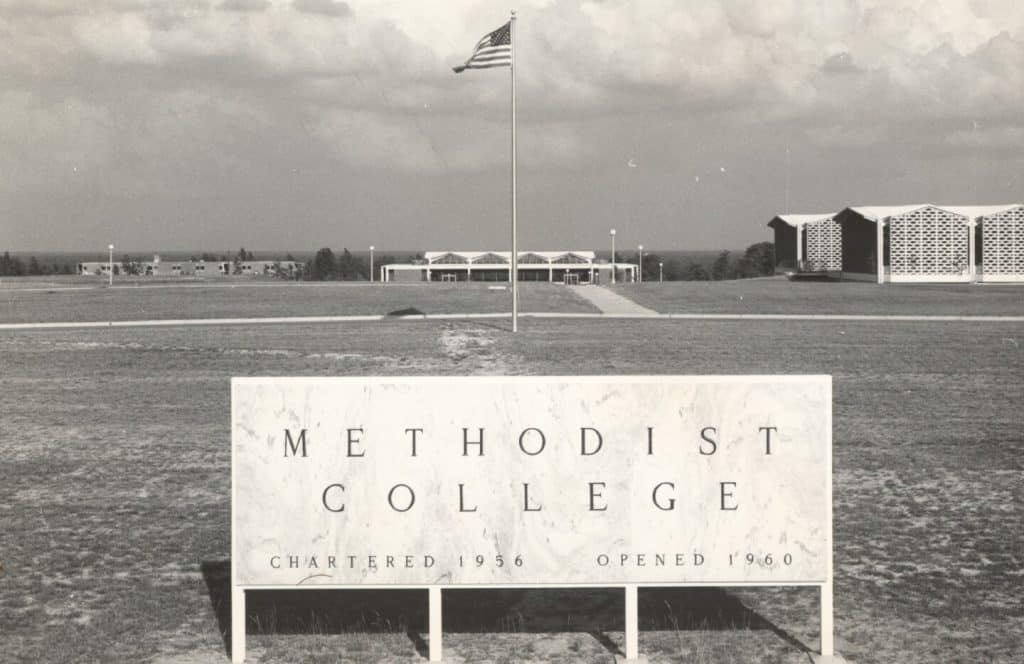 METHODIST
COLLEGE
CHARTERED 1956 OPENED 1960